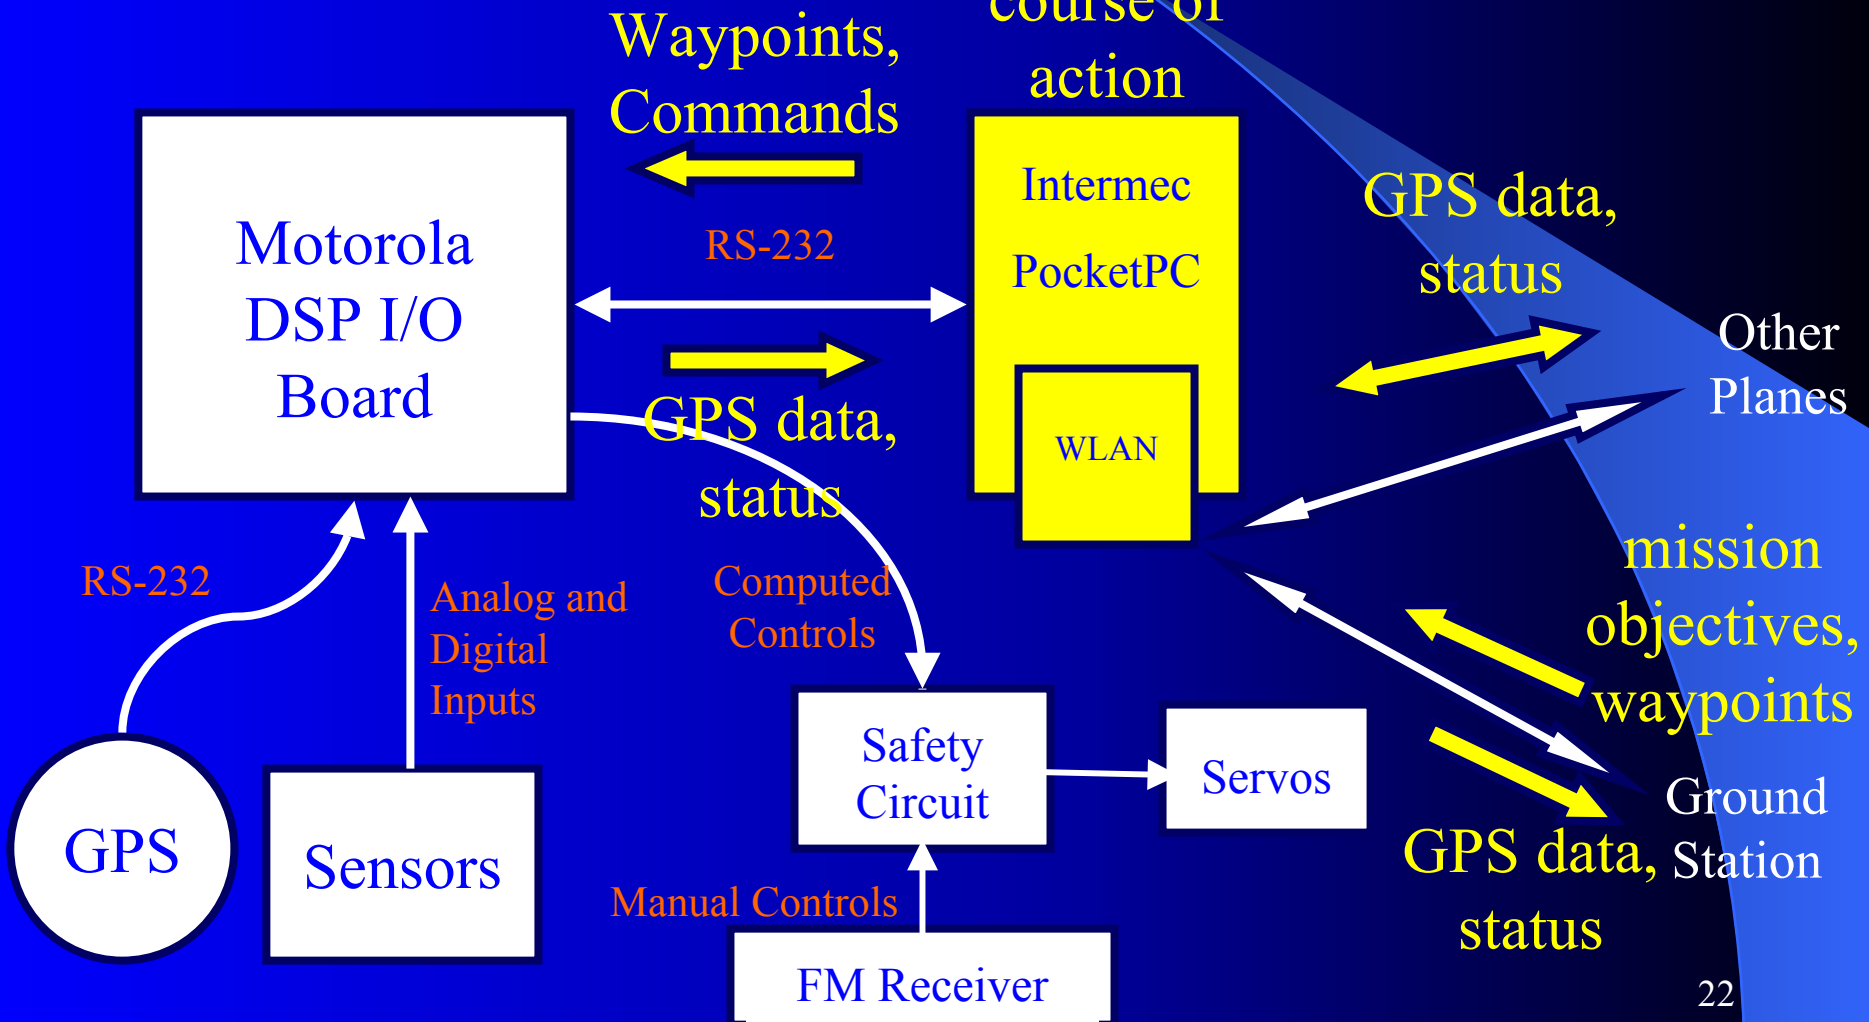 course of
action
Waypoints,
Commands
Motorola
DSP I/O
Board
RS-232
Intermec
PocketPC
WLAN
GPS data,
status
Other
Planes
GPS data,
status
RS-232
Analog and
Digital
Inputs
Computed
Controls
mission
objectives,
waypoints
Safety
Circuit
Servos
Ground
Station
GPS data,
status
GPS
Sensors
Manual Controls
FM Receiver
22